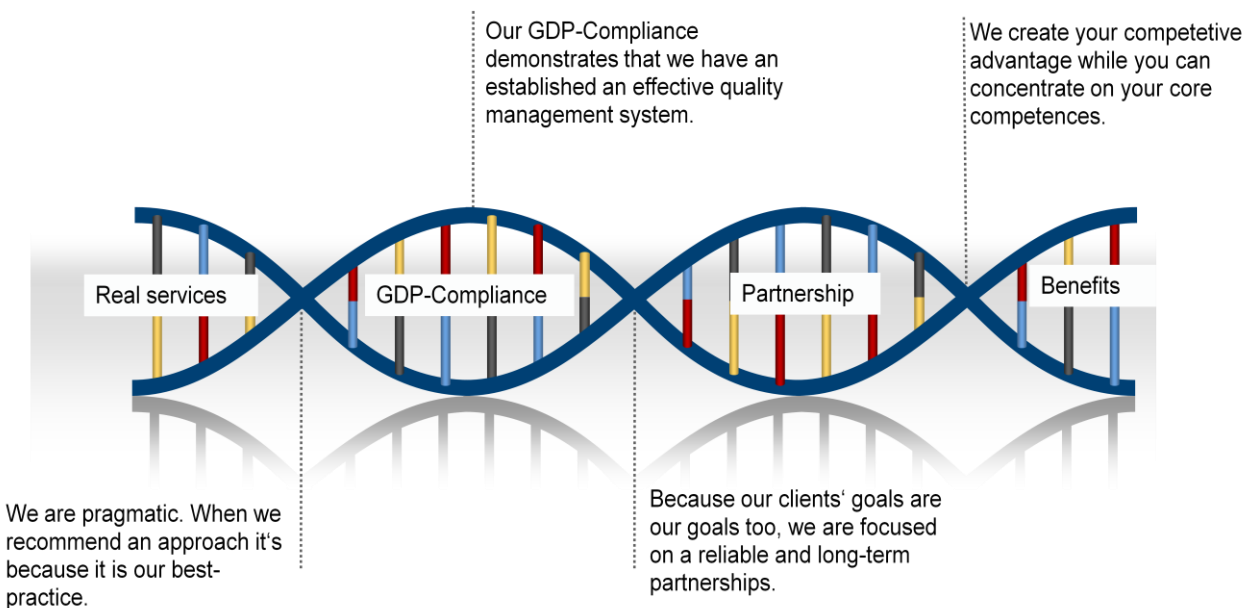 Our GDP-Compliance
demonstrates that we have an
established an effective quality
management system.
We create your competetive
advantage while you can
concentrate on your core
competences.
Real services
GDP-Compliance
Partnership
Benefits
We are pragmatic. When we
recommend an approach it's
because it is our best-
practice.
Because our clients‘ goals are
our goals too, we are focused
on a reliable and long-term
partnerships.